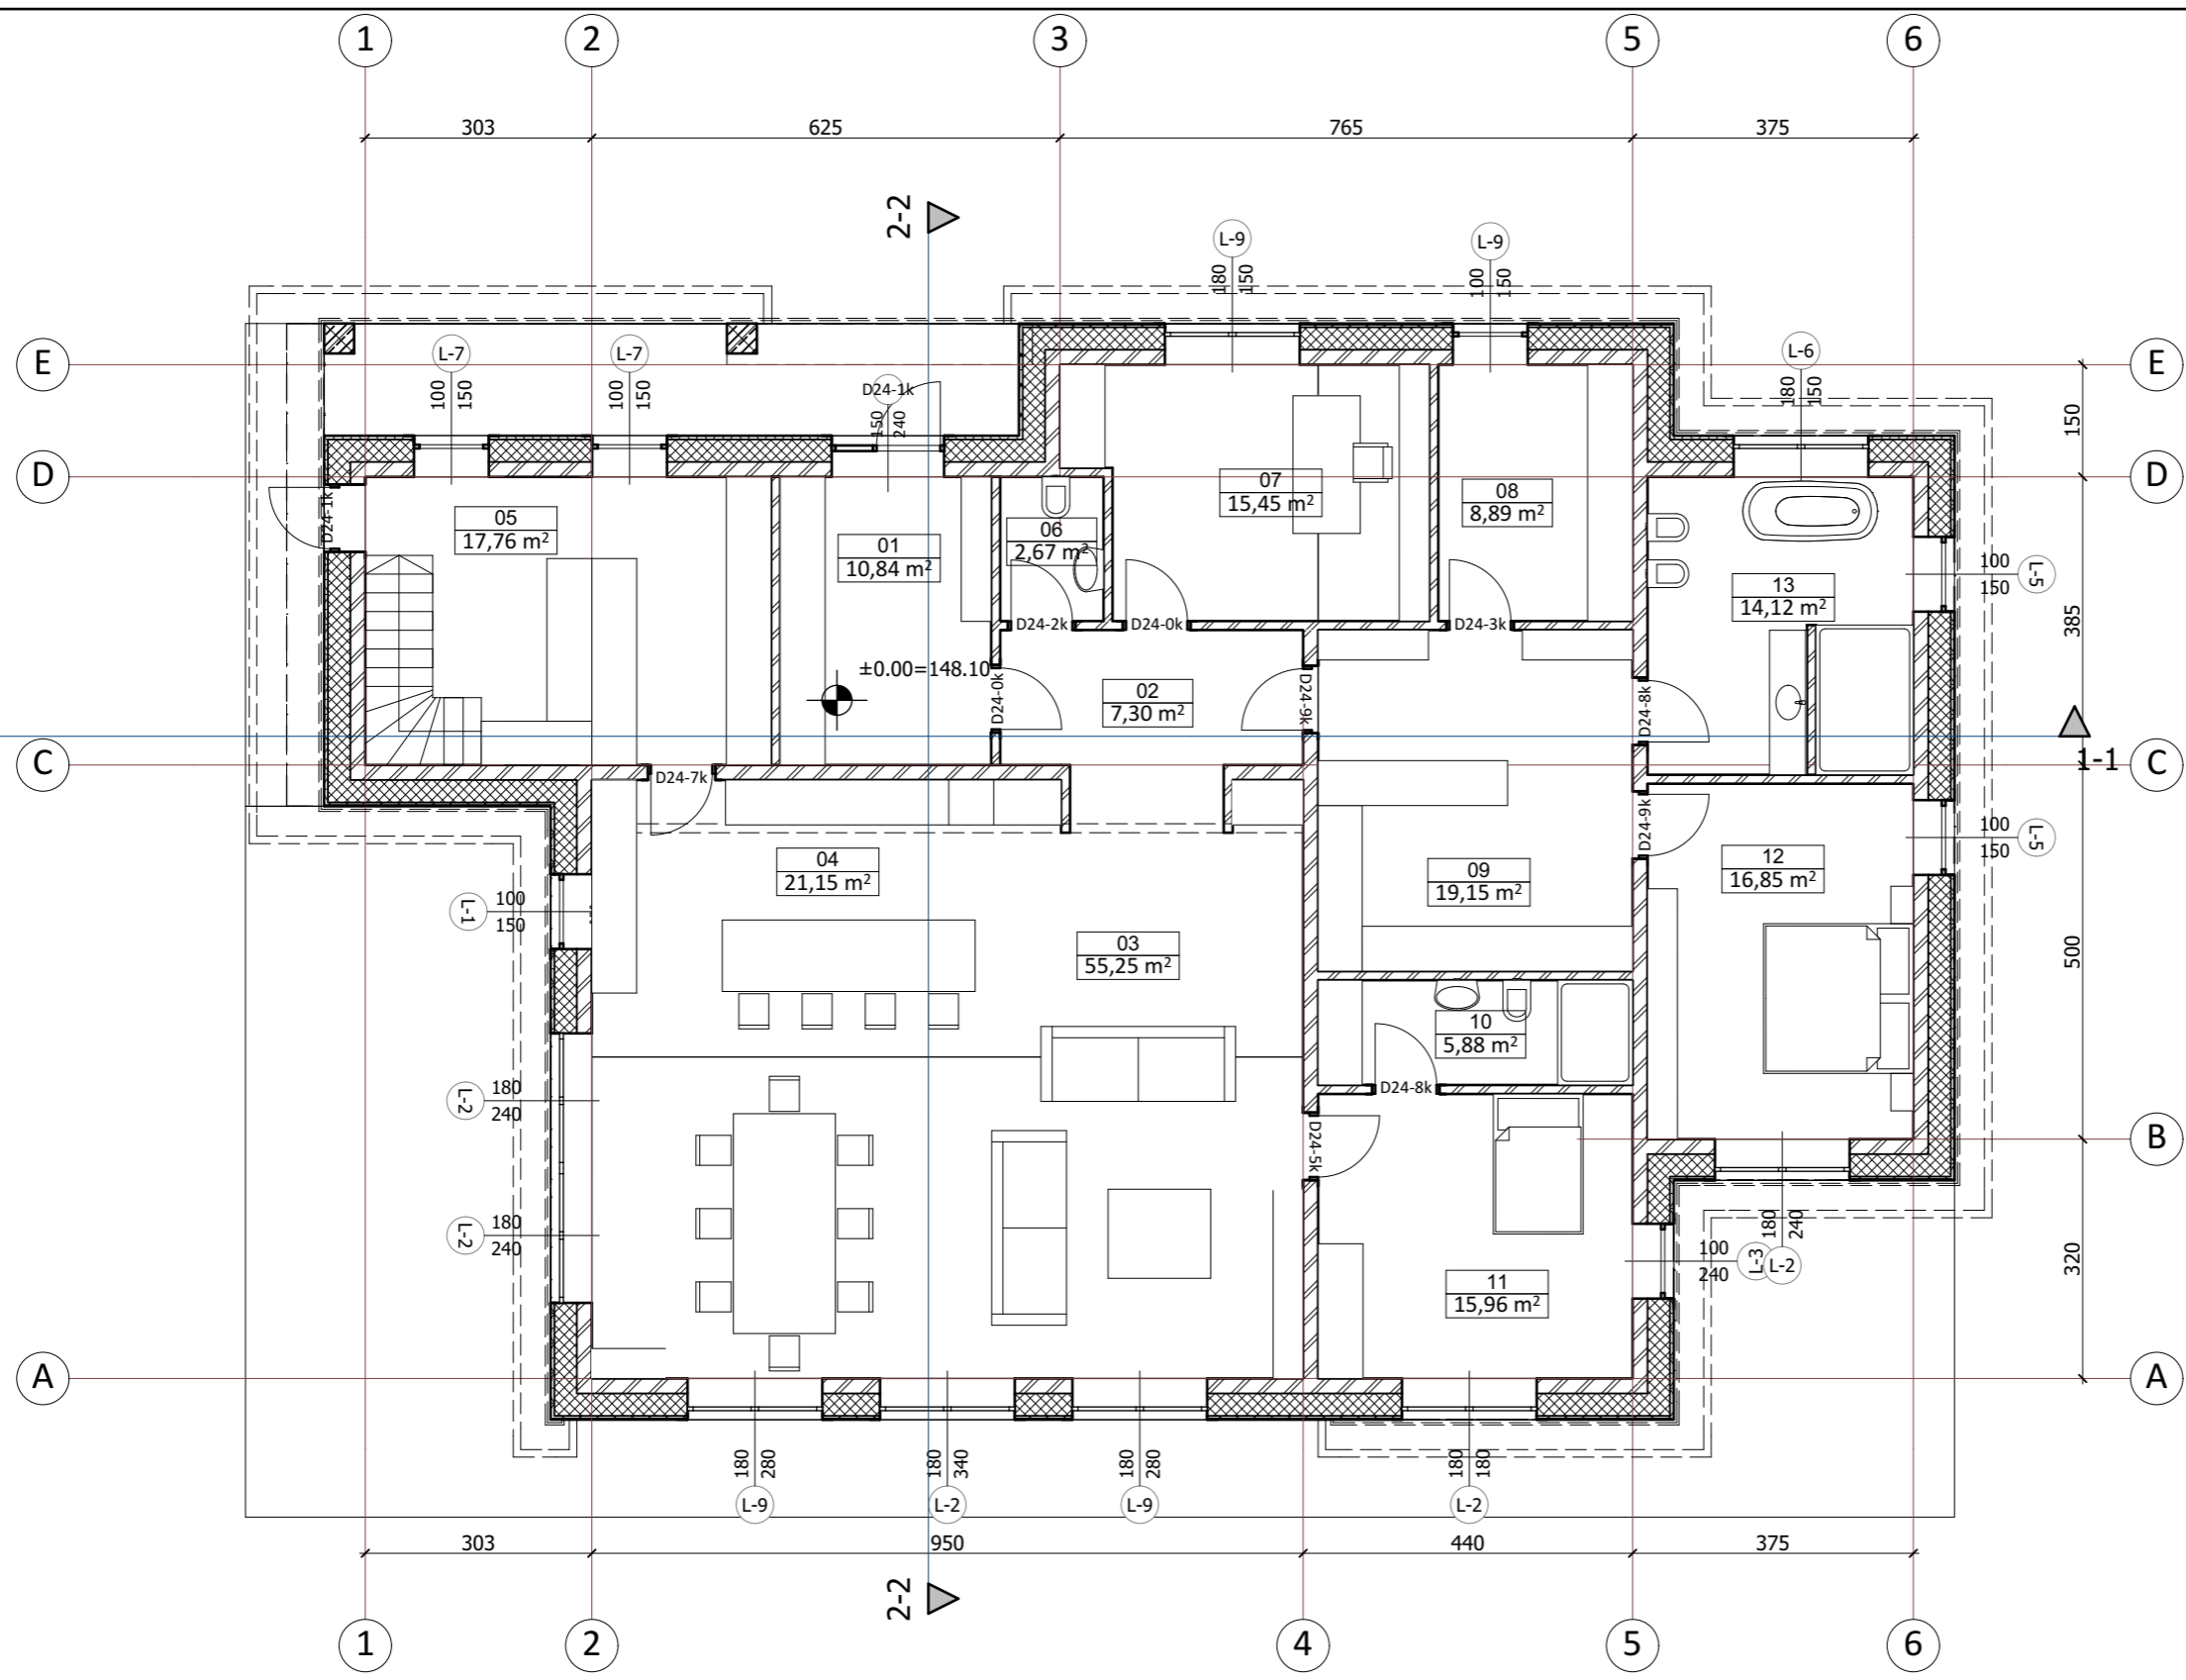 1 2 3 5 6
303 625 765 375
2-2
L-9 L-9
180 150 100 150
L-7 L-7 D24-1k L-6
100 150 100 150 150 240 180 150
E E
150
D D
D24-1k
05
17,76 m²
01
10,84 m²
06
2,67 m²
07
15,45 m²
08
8,89 m²
13
14,12 m²
100
150
L-5
385
D24-2k D24-0k D24-3k
±0.00=148.10
D24-0k
02
7,30 m²
D24-9k
D24-8k
1-1
C C
D24-7k
D24-9k
100
150
L-5
04
21,15 m²
09
19,15 m²
12
16,85 m²
L-1
100
150
03
55,25 m²
500
10
5,88 m²
L-2
180
240
D24-8k
D24-5k
B
L-2
180
240
11
15,96 m²
100
240
L-3
180 240
L-2
320
A A
180 280 180 340 180 280 180 180
L-9 L-2 L-9 L-2
303 950 440 375
2-2
1 2 4 5 6